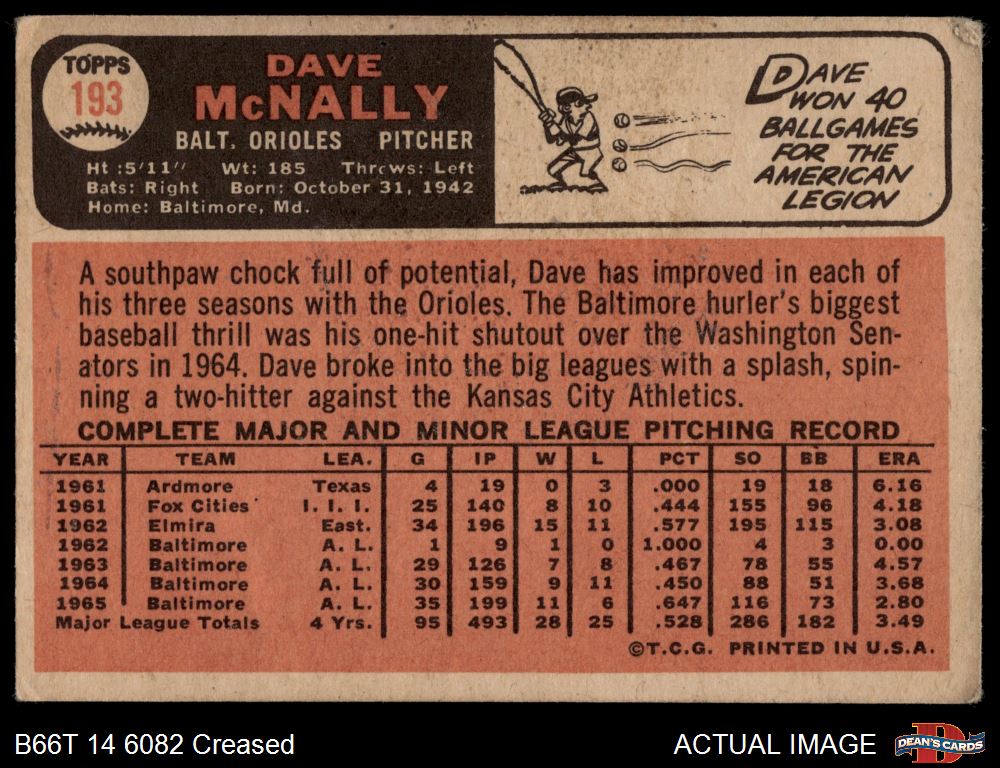 TOPPS
193
DAVE
McNALLY
BALT. ORIOLES PITCHER
Ht :5'11" Wt: 185 Throws: Left
Bats: Right Born: October 31, 1942
Home: Baltimore, Md.
DAVE
WON 40
BALLGAMES
FOR THE
AMERICAN
LEGION
A southpaw chock full of potential, Dave has improved in each of
his three seasons with the Orioles. The Baltimore hurler's biggest
baseball thrill was his one-hit shutout over the Washington Sen-
ators in 1964. Dave broke into the big leagues with a splash, spin-
ning a two-hitter against the Kansas City Athletics.
COMPLETE MAJOR AND MINOR LEAGUE PITCHING RECORD
YEAR TEAM LEA. G IP W L PCT SO BB ERA
1961 Ardmore Texas 4 19 0 3 .000 19 18 6.16
1961 Fox Cities I. I. I. 25 140 8 10 .444 155 96 4.18
1962 Elmira East. 34 196 15 11 .577 195 115 3.08
1962 Baltimore A. L. 1 9 1 0 1.000 4 3 0.00
1963 Baltimore A. L. 29 126 7 8 .467 78 55 4.57
1964 Baltimore A. L. 30 159 9 11 .450 88 51 3.68
1965 Baltimore A. L. 35 199 11 6 .647 116 73 2.80
Major League Totals 4 Yrs. 95 493 28 25 .528 286 182 3.49
©T.C.G. PRINTED IN U.S.A.
B66T 14 6082 Creased
ACTUAL IMAGE
D
DEAN'S CARDS